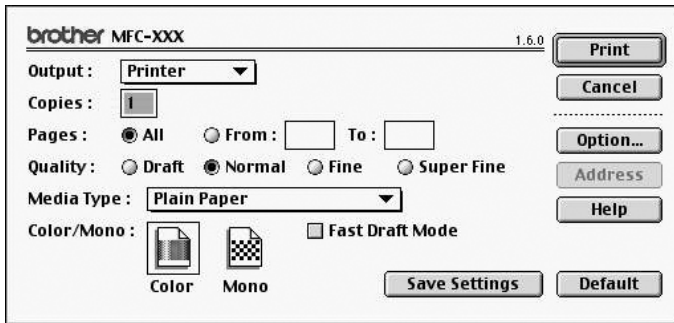 brother MFC-XXX 1.6.0
Print
Output : Printer
Cancel
Copies : 1
Pages : All From : To :
Option...
Quality : Draft Normal Fine Super Fine
Address
Media Type : Plain Paper
Help
Color/Mono : Fast Draft Mode
Color Mono
Save Settings Default